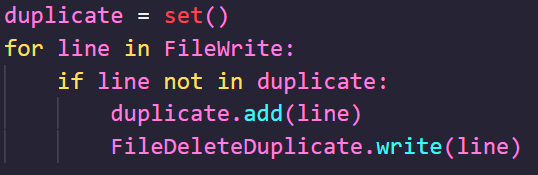 duplicate = set()
for line in FileWrite:
    if line not in duplicate:
        duplicate.add(line)
        FileDeleteDuplicate.write(line)